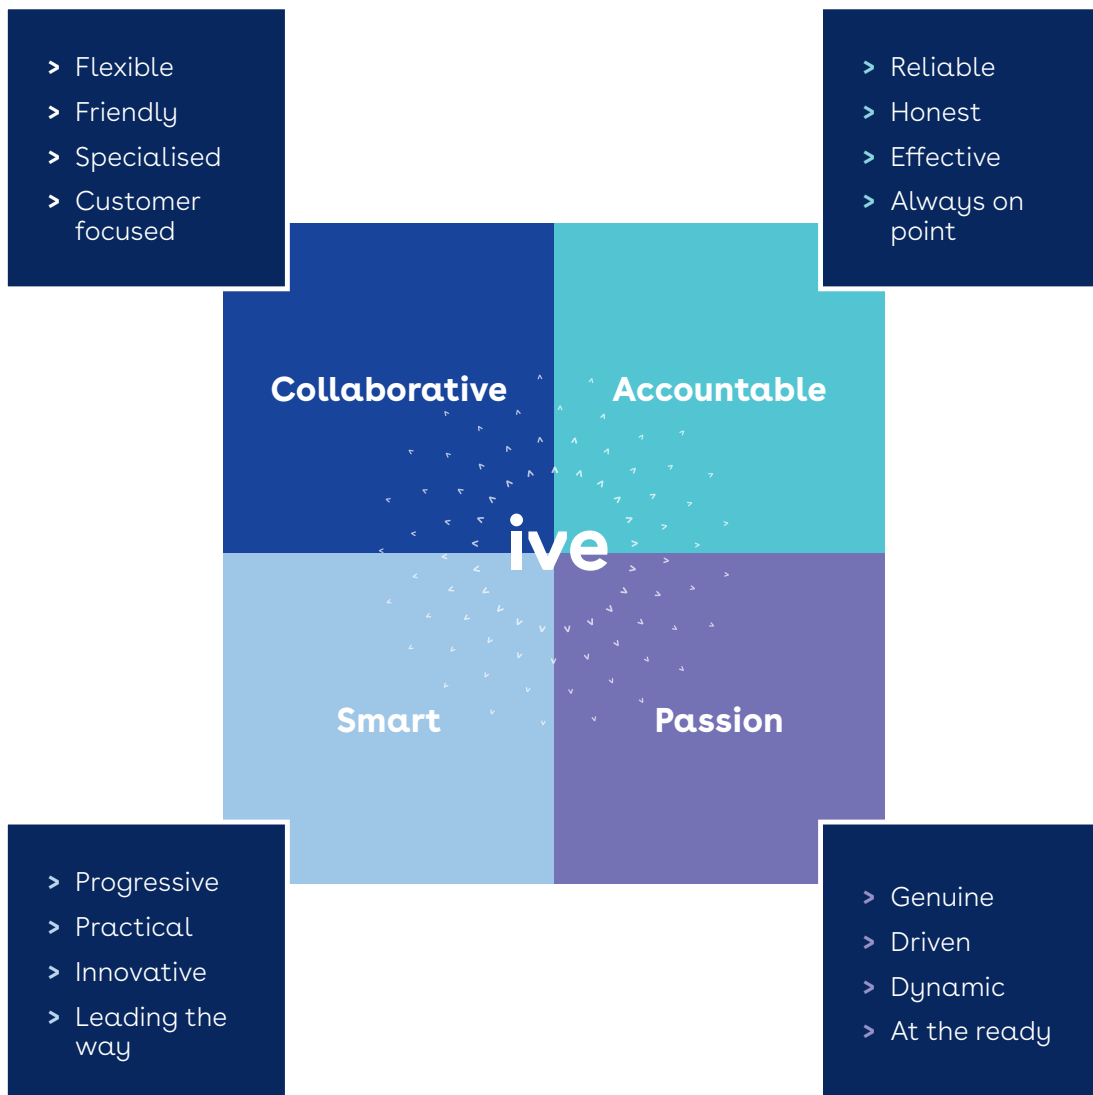 > Flexible
> Friendly
> Specialised
> Customer
focused
> Reliable
> Honest
> Effective
> Always on
point
Collaborative
Accountable
ive
Smart
Passion
> Progressive
> Practical
> Innovative
> Leading the
way
> Genuine
> Driven
> Dynamic
> At the ready